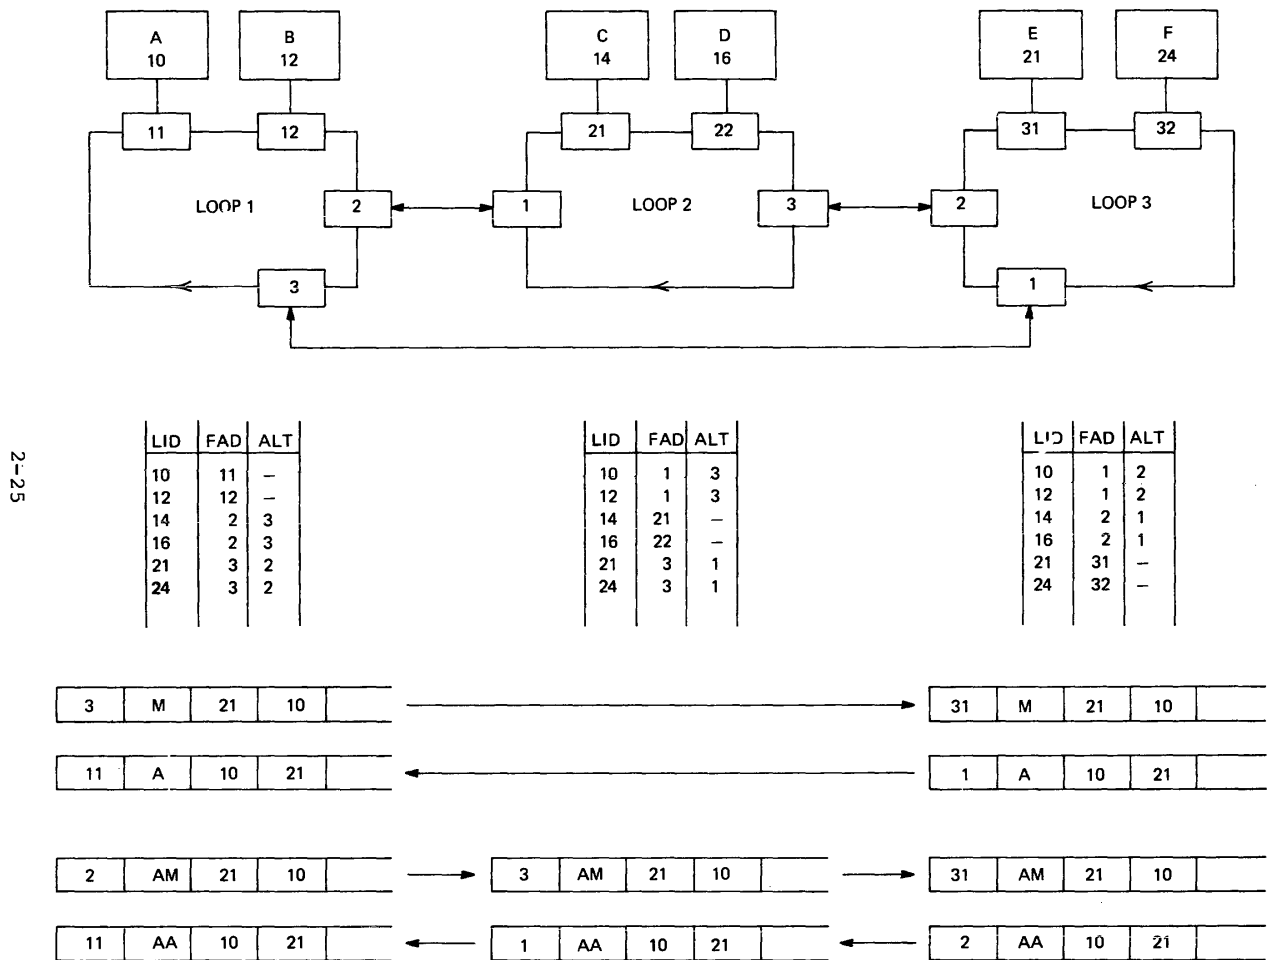 A B C D E F
10 12 14 16 21 24
11 12 21 22 31 32
LOOP 1 2 1 LOOP 2 3 2 LOOP 3
3 1
2-25
LID FAD ALT
10 11 –
12 12 –
14 2 3
16 2 3
21 3 2
24 3 2
LID FAD ALT
10 1 3
12 1 3
14 21 –
16 22 –
21 3 1
24 3 1
LID FAD ALT
10 1 2
12 1 2
14 2 1
16 2 1
21 31 –
24 32 –
3 M 21 10 31 M 21 10
11 A 10 21 1 A 10 21
2 AM 21 10 3 AM 21 10 31 AM 21 10
11 AA 10 21 1 AA 10 21 2 AA 10 21